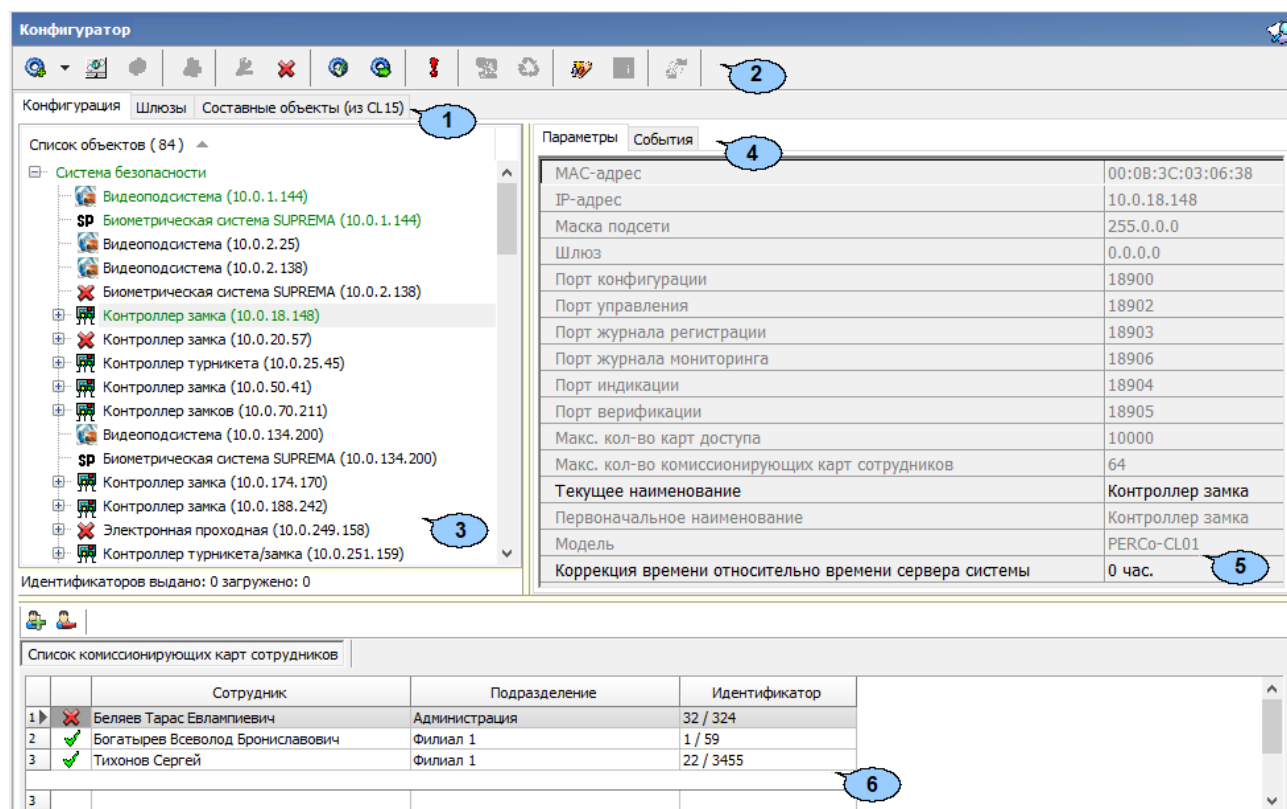 Конфигуратор
2
Конфигурация Шлюзы Составные объекты (из CL15)
1
Список объектов (84)
Система безопасности
Видеоподсистема (10.0.1.144)
SP Биометрическая система SUPREMA (10.0.1.144)
Видеоподсистема (10.0.2.25)
Видеоподсистема (10.0.2.138)
Биометрическая система SUPREMA (10.0.2.138)
Контроллер замка (10.0.18.148)
Контроллер замка (10.0.20.57)
Контроллер турникета (10.0.25.45)
Контроллер замка (10.0.50.41)
Контроллер замков (10.0.70.211)
Видеоподсистема (10.0.134.200)
SP Биометрическая система SUPREMA (10.0.134.200)
Контроллер замка (10.0.174.170)
Контроллер замка (10.0.188.242)
Электронная проходная (10.0.249.158)
Контроллер турникета/замка (10.0.251.159)
3
Идентификаторов выдано: 0 загружено: 0
Параметры События
4
MAC-адрес 00:0B:3C:03:06:38
IP-адрес 10.0.18.148
Маска подсети 255.0.0.0
Шлюз 0.0.0.0
Порт конфигурации 18900
Порт управления 18902
Порт журнала регистрации 18903
Порт журнала мониторинга 18906
Порт индикации 18904
Порт верификации 18905
Макс. кол-во карт доступа 10000
Макс. кол-во комиссионирующих карт сотрудников 64
Текущее наименование Контроллер замка
Первоначальное наименование Контроллер замка
Модель PERCo-CL01
Коррекция времени относительно времени сервера системы 0 час.
5
Список комиссионирующих карт сотрудников
Сотрудник Подразделение Идентификатор
1 Беляев Тарас Евлампиевич Администрация 32 / 324
2 Богатырев Всеволод Брониславович Филиал 1 1 / 59
3 Тихонов Сергей Филиал 1 22 / 3455
6
3